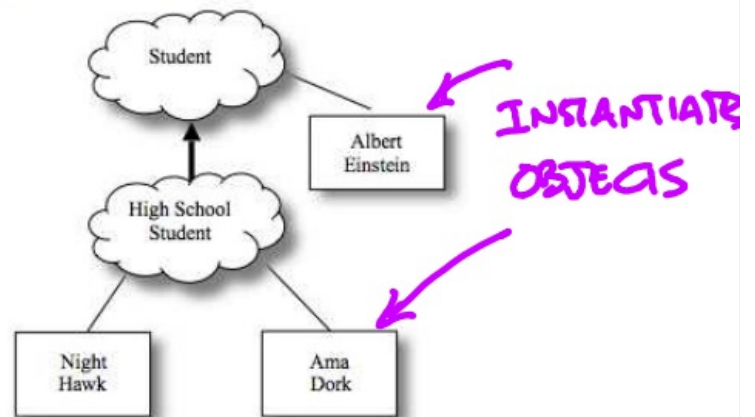 Student
Albert
Einstein
INSTANTIATE
OBJECTS
High School
Student
Night
Hawk
Ama
Dork